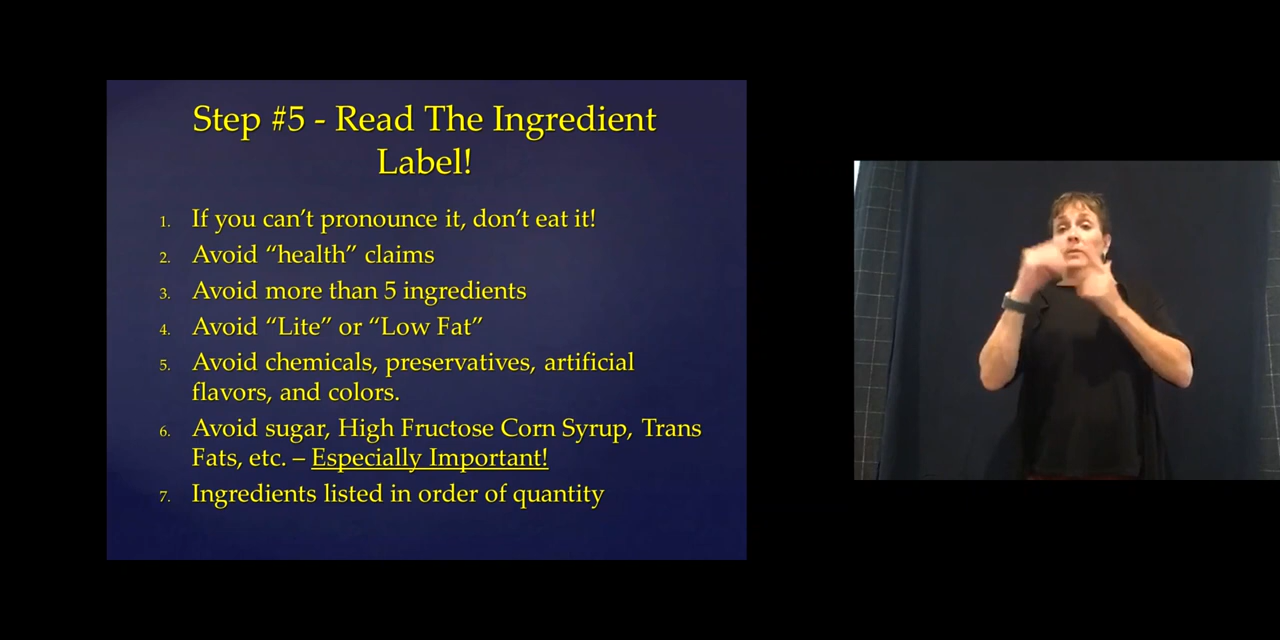 Step #5 - Read The Ingredient
Label!
1. If you can’t pronounce it, don’t eat it!
2. Avoid “health” claims
3. Avoid more than 5 ingredients
4. Avoid “Lite” or “Low Fat”
5. Avoid chemicals, preservatives, artificial
flavors, and colors.
6. Avoid sugar, High Fructose Corn Syrup, Trans
Fats, etc. – Especially Important!
7. Ingredients listed in order of quantity